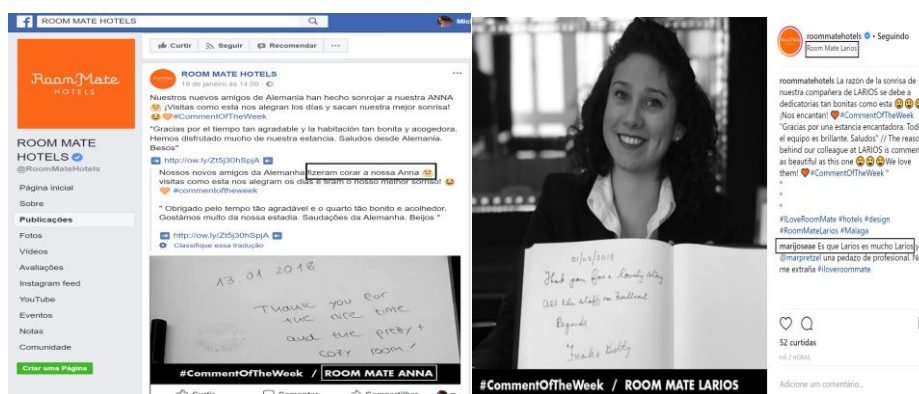 ROOM MATE HOTELS
Curtir Seguir Recomendar ...
Room Mate
HOTELS
ROOM MATE
HOTELS
@RoomMateHotels
Página inicial
Sobre
Publicações
Fotos
Vídeos
Avaliações
Instagram feed
YouTube
Eventos
Notas
Comunidade
Criar uma Página
ROOM MATE HOTELS
19 de janeiro às 14:00
Nuestros nuevos amigos de Alemania han hecho sonrojar a nuestra ANNA
¡Visitas como esta nos alegran los días y sacan nuestra mejor sonrisa!
#CommentOfTheWeek
"Gracias por el tiempo tan agradable y la habitación tan bonita y acogedora.
Hemos disfrutado mucho de nuestra estancia. Saludos desde Alemania.
Besos"
http://ow.ly/Zt5j30hSpjA
Nossos novos amigos da Alemanha fizeram corar a nossa Anna
visitas como esta nos alegram os dias e tiram o nosso melhor sorriso!
#commentoftheweek
" Obrigado pelo tempo tão agradável e o quarto tão bonito e acolhedor.
Gostámos muito da nossa estadia. Saudações da Alemanha. Beijos "
http://ow.ly/Zt5j30hSpjA
Classifique essa tradução
13.01 2018
Thank you for
the nice time
and the pretty +
cozy room!
#CommentOfTheWeek / ROOM MATE ANNA
Curtir Comentar Compartilhar
01/02/2018
Thank you for a lovely stay
All the staff are brilliant
Regards
#CommentOfTheWeek / ROOM MATE LARIOS
roommatehotels • Seguindo
Room Mate Larios
roommatehotels La razón de la sonrisa de
nuestra compañera de LARIOS se debe a
dedicatorias tan bonitas como esta
¡Nos encantan! #CommentOfTheWeek
"Gracias por una estancia encantadora. Tod
el equipo es brillante. Saludos" // The reaso
behind our colleague at LARIOS is commen
as beautiful as this one We love
them! #CommentOfTheWeek "
#ILoveRoomMate #hotels #design
#RoomMateLarios #Málaga
marijoseae Es que Larios es mucho Larios y
@marpretzel una pedazo de profesional. N
me extraña #iloveroommate
52 curtidas
HÁ 2 HORAS
Adicione um comentário...